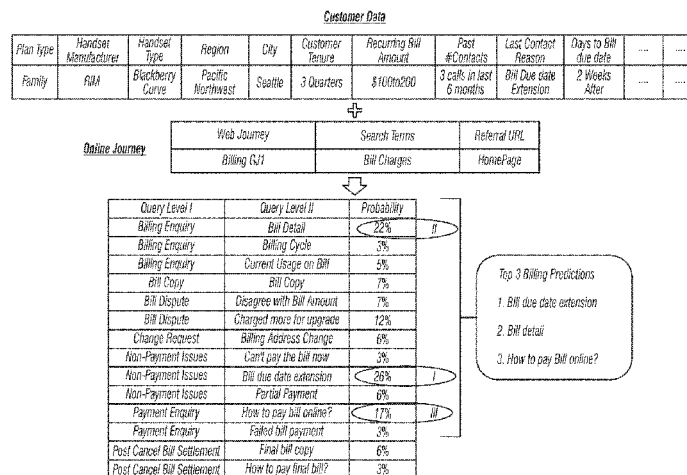 Customer Data
Plan Type Handset Manufacturer Handset Type Region City Customer Tenure Recurring Bill Amount Past #Contacts Last Contact Reason Days to Bill due date .... ....
Family RIM Blackberry Curve Pacific Northwest Seattle 3 Quarters $100to200 3 calls in last 6 months Bill Due date Extension 2 Weeks After .... ....
+
Online Journey
Web Journey Search Terms Referral URL
Billing GJ1 Bill Charges HomePage
Query Level I Query Level II Probability
Billing Enquiry Bill Detail 22% II
Billing Enquiry Billing Cycle 3%
Billing Enquiry Current Usage on Bill 5%
Bill Copy Bill Copy 7%
Bill Dispute Disagree with Bill Amount 7%
Bill Dispute Charged more for upgrade 12%
Change Request Billing Address Change 6%
Non-Payment Issues Can't pay the bill now 3%
Non-Payment Issues Bill due date extension 26% I
Non-Payment Issues Partial Payment 6%
Payment Enquiry How to pay bill online? 17% III
Payment Enquiry Failed bill payment 3%
Post Cancel Bill Settlement Final bill copy 6%
Post Cancel Bill Settlement How to pay final bill? 3%
Top 3 Billing Predictions
1. Bill due date extension
2. Bill detail
3. How to pay Bill online?